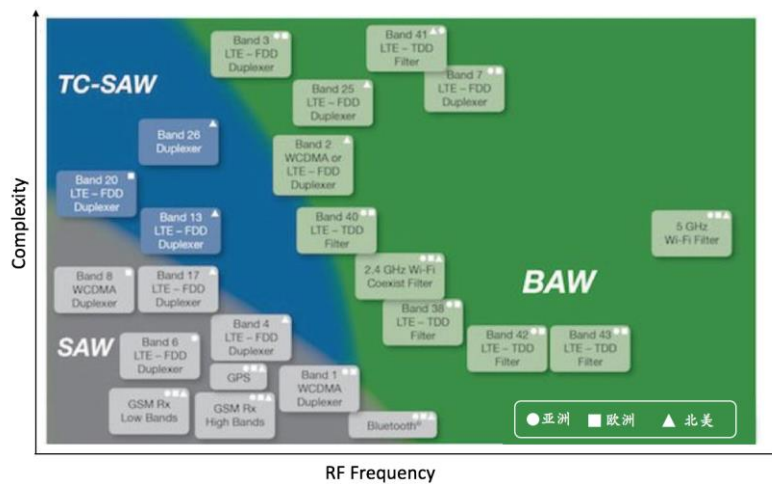 Complexity
TC-SAW
Band 3
LTE – FDD
Duplexer
Band 41
LTE – TDD
Filter
Band 7
LTE – FDD
Duplexer
Band 25
LTE – FDD
Duplexer
Band 26
Duplexer
Band 2
WCDMA or
LTE – FDD
Duplexer
Band 20
LTE – FDD
Duplexer
Band 13
LTE – FDD
Duplexer
Band 40
LTE – TDD
Filter
5 GHz
Wi-Fi Filter
2.4 GHz Wi-Fi
Coexist Filter
BAW
Band 8
WCDMA
Duplexer
Band 17
LTE – FDD
Duplexer
Band 38
LTE – TDD
Filter
SAW
Band 4
LTE – FDD
Duplexer
Band 6
LTE – FDD
Duplexer
Band 42
LTE – TDD
Filter
Band 43
LTE – TDD
Filter
GPS
Band 1
WCDMA
Duplexer
GSM Rx
Low Bands
GSM Rx
High Bands
Bluetooth®
亚洲 欧洲 北美
RF Frequency